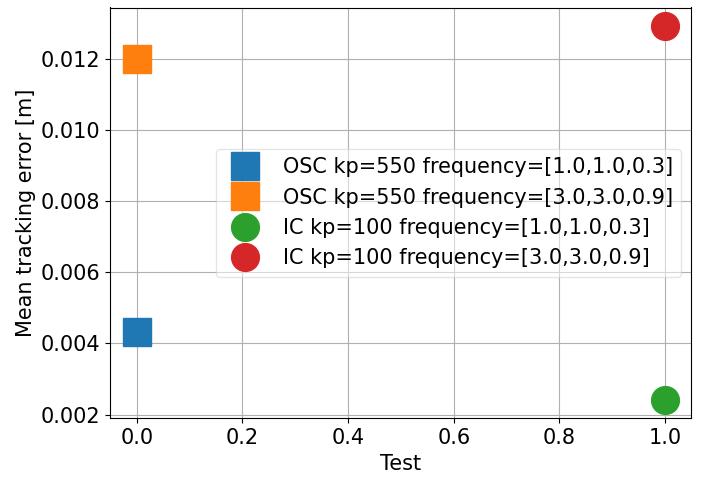 Mean tracking error [m]
0.012
0.010
0.008
0.006
0.004
0.002
OSC kp=550 frequency=[1.0,1.0,0.3]
OSC kp=550 frequency=[3.0,3.0,0.9]
IC kp=100 frequency=[1.0,1.0,0.3]
IC kp=100 frequency=[3.0,3.0,0.9]
0.0 0.2 0.4 0.6 0.8 1.0
Test